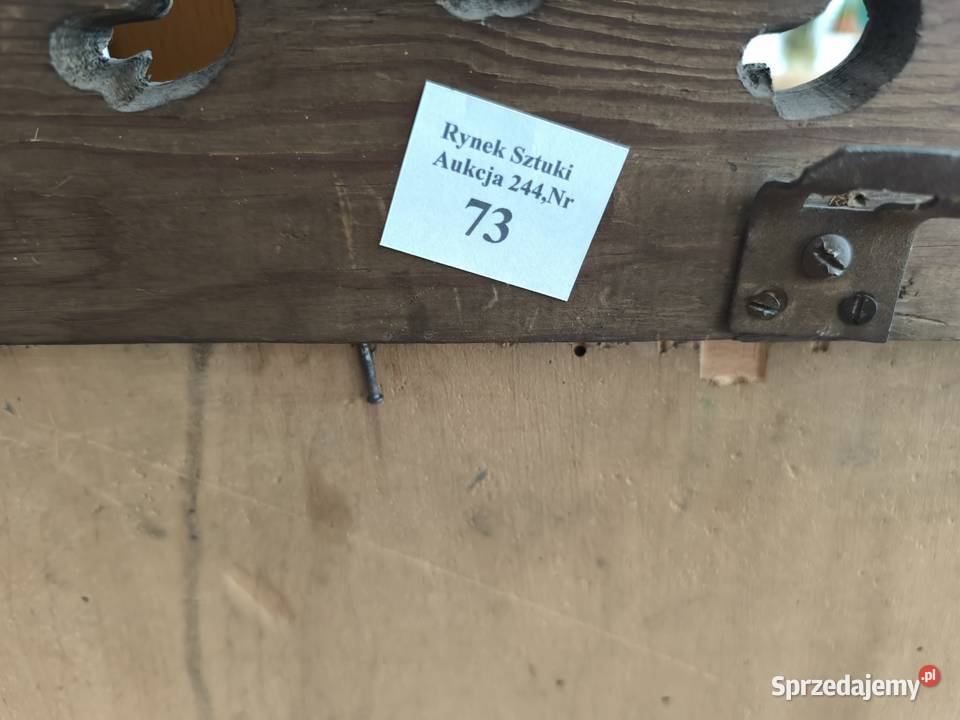 Rynek Sztuki
Aukcja 244,Nr
73
Sprzedajemy.pl